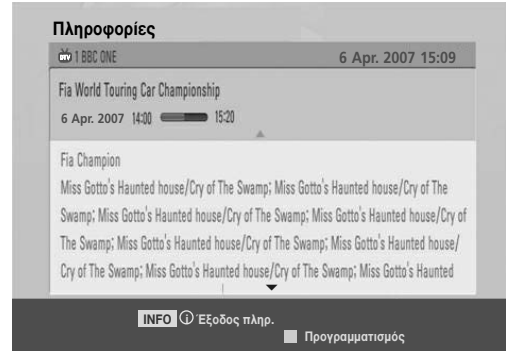 Πληροφορίες
DTV 1 BBC ONE 6 Apr. 2007 15:09
Fia World Touring Car Championship
6 Apr. 2007 14:00 15:20
Fia Champion
Miss Gotto's Haunted house/Cry of The Swamp; Miss Gotto's Haunted house/Cry of The
Swamp; Miss Gotto's Haunted house/Cry of The Swamp; Miss Gotto's Haunted house/Cry of
The Swamp; Miss Gotto's Haunted house/Cry of The Swamp; Miss Gotto's Haunted house/
Cry of The Swamp; Miss Gotto's Haunted house/Cry of The Swamp; Miss Gotto's Haunted
INFO ⓘ Έξοδος πληρ.
Προγραμματισμός